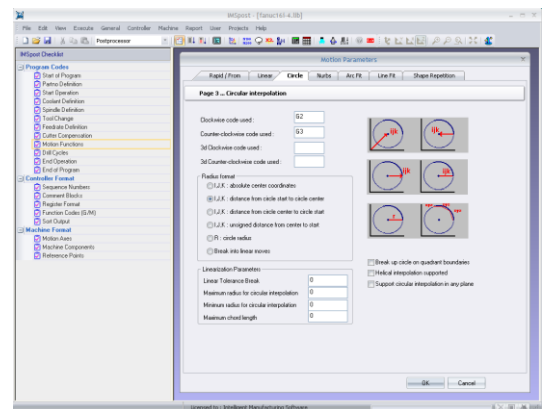 IMSpost - [fanuc16i-4.lib]
File Edit View Execute General Controller Machine Report User Projects Help
Postprocessor
IMSpost Checklist
Program Codes
Start of Program
Partno Definition
Start Operation
Coolant Definition
Spindle Definition
Tool Change
Feedrate Definition
Cutter Compensation
Motion Functions
Drill Cycles
End Operation
End of Program
Controller Format
Sequence Numbers
Comment Blocks
Register Format
Function Codes (G/M)
Sort Output
Machine Format
Motion Axes
Machine Components
Reference Points
Motion Parameters
Rapid / From Linear Circle Nurbs Arc Fit Line Fit Shape Repetition
Page 3 ... Circular interpolation
Clockwise code used : G2
Counter-clockwise code used : G3
3d Clockwise code used :
3d Counter-clockwise code used :
ijk ijk
ijk ijk
r
Radius format
I,J,K : absolute center coordinates
I,J,K : distance from circle start to circle center
I,J,K : distance from circle center to circle start
I,J,K : unsigned distance from center to start
R : circle radius
Break into linear moves
Break up circle on quadrant boundaries
Helical interpolation supported
Support circular interpolation in any plane
Linearization Parameters
Linear Tolerance Break 0
Maximum radius for circular interpolation 0
Minimum radius for circular interpolation 0
Maximum chord length 0
OK Cancel
Licensed to : Intelligent Manufacturing Software